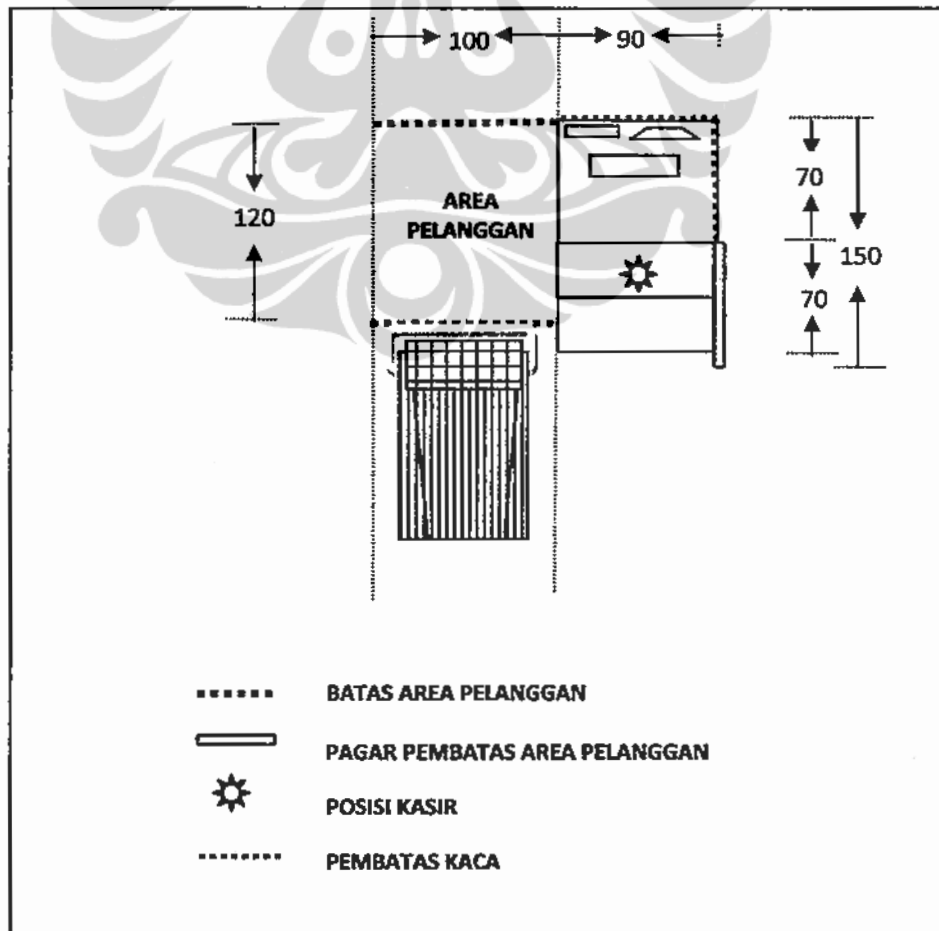 100
90
AREA
PELANGGAN
120
70
70
150
BATAS AREA PELANGGAN
PAGAR PEMBATAS AREA PELANGGAN
POSISI KASIR
PEMBATAS KACA